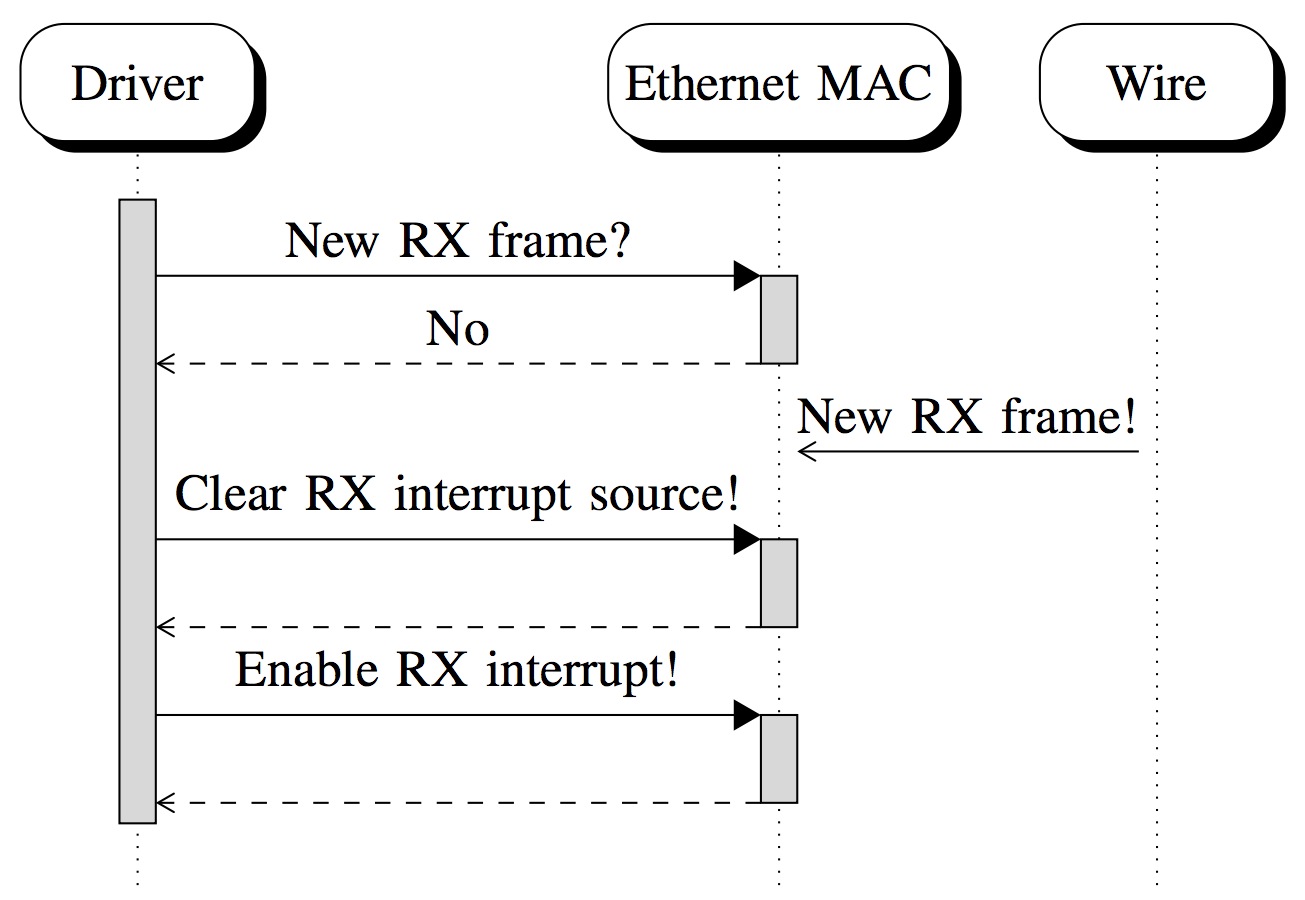 Driver
Ethernet MAC
Wire
New RX frame?
No
New RX frame!
Clear RX interrupt source!
Enable RX interrupt!